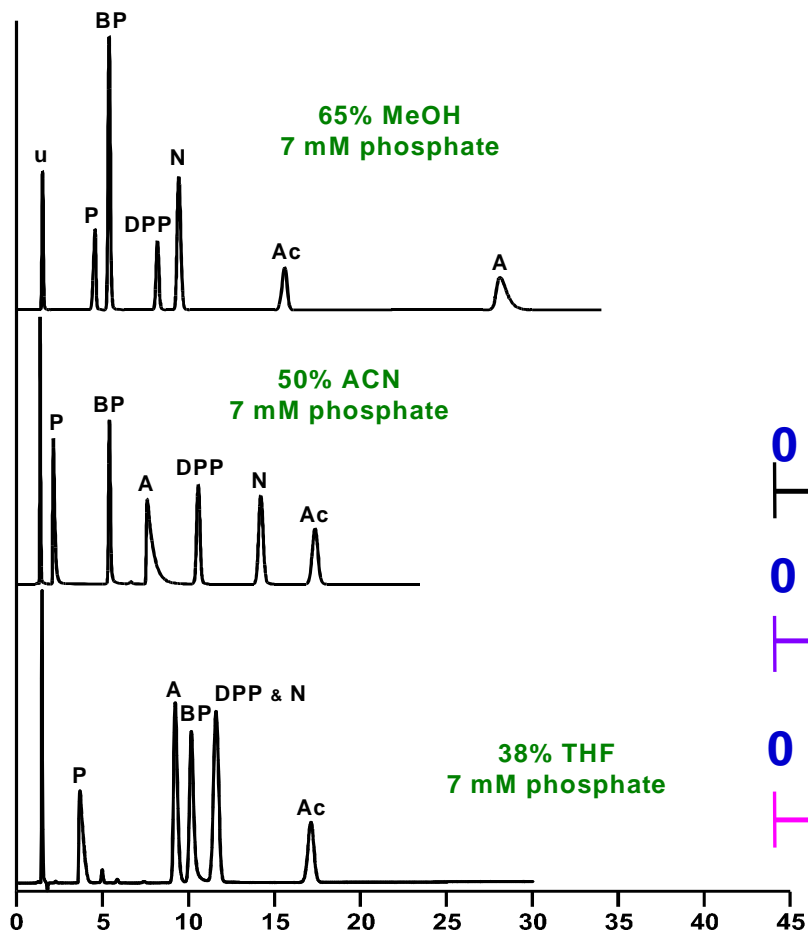 BP
65% MeOH
7 mM phosphate
u
N
P
DPP
Ac
A
50% ACN
7 mM phosphate
P
BP
A
DPP
N
Ac
0
0
A
BP
DPP & N
38% THF
7 mM phosphate
0
P
Ac
0 5 10 15 20 25 30 35 40 45